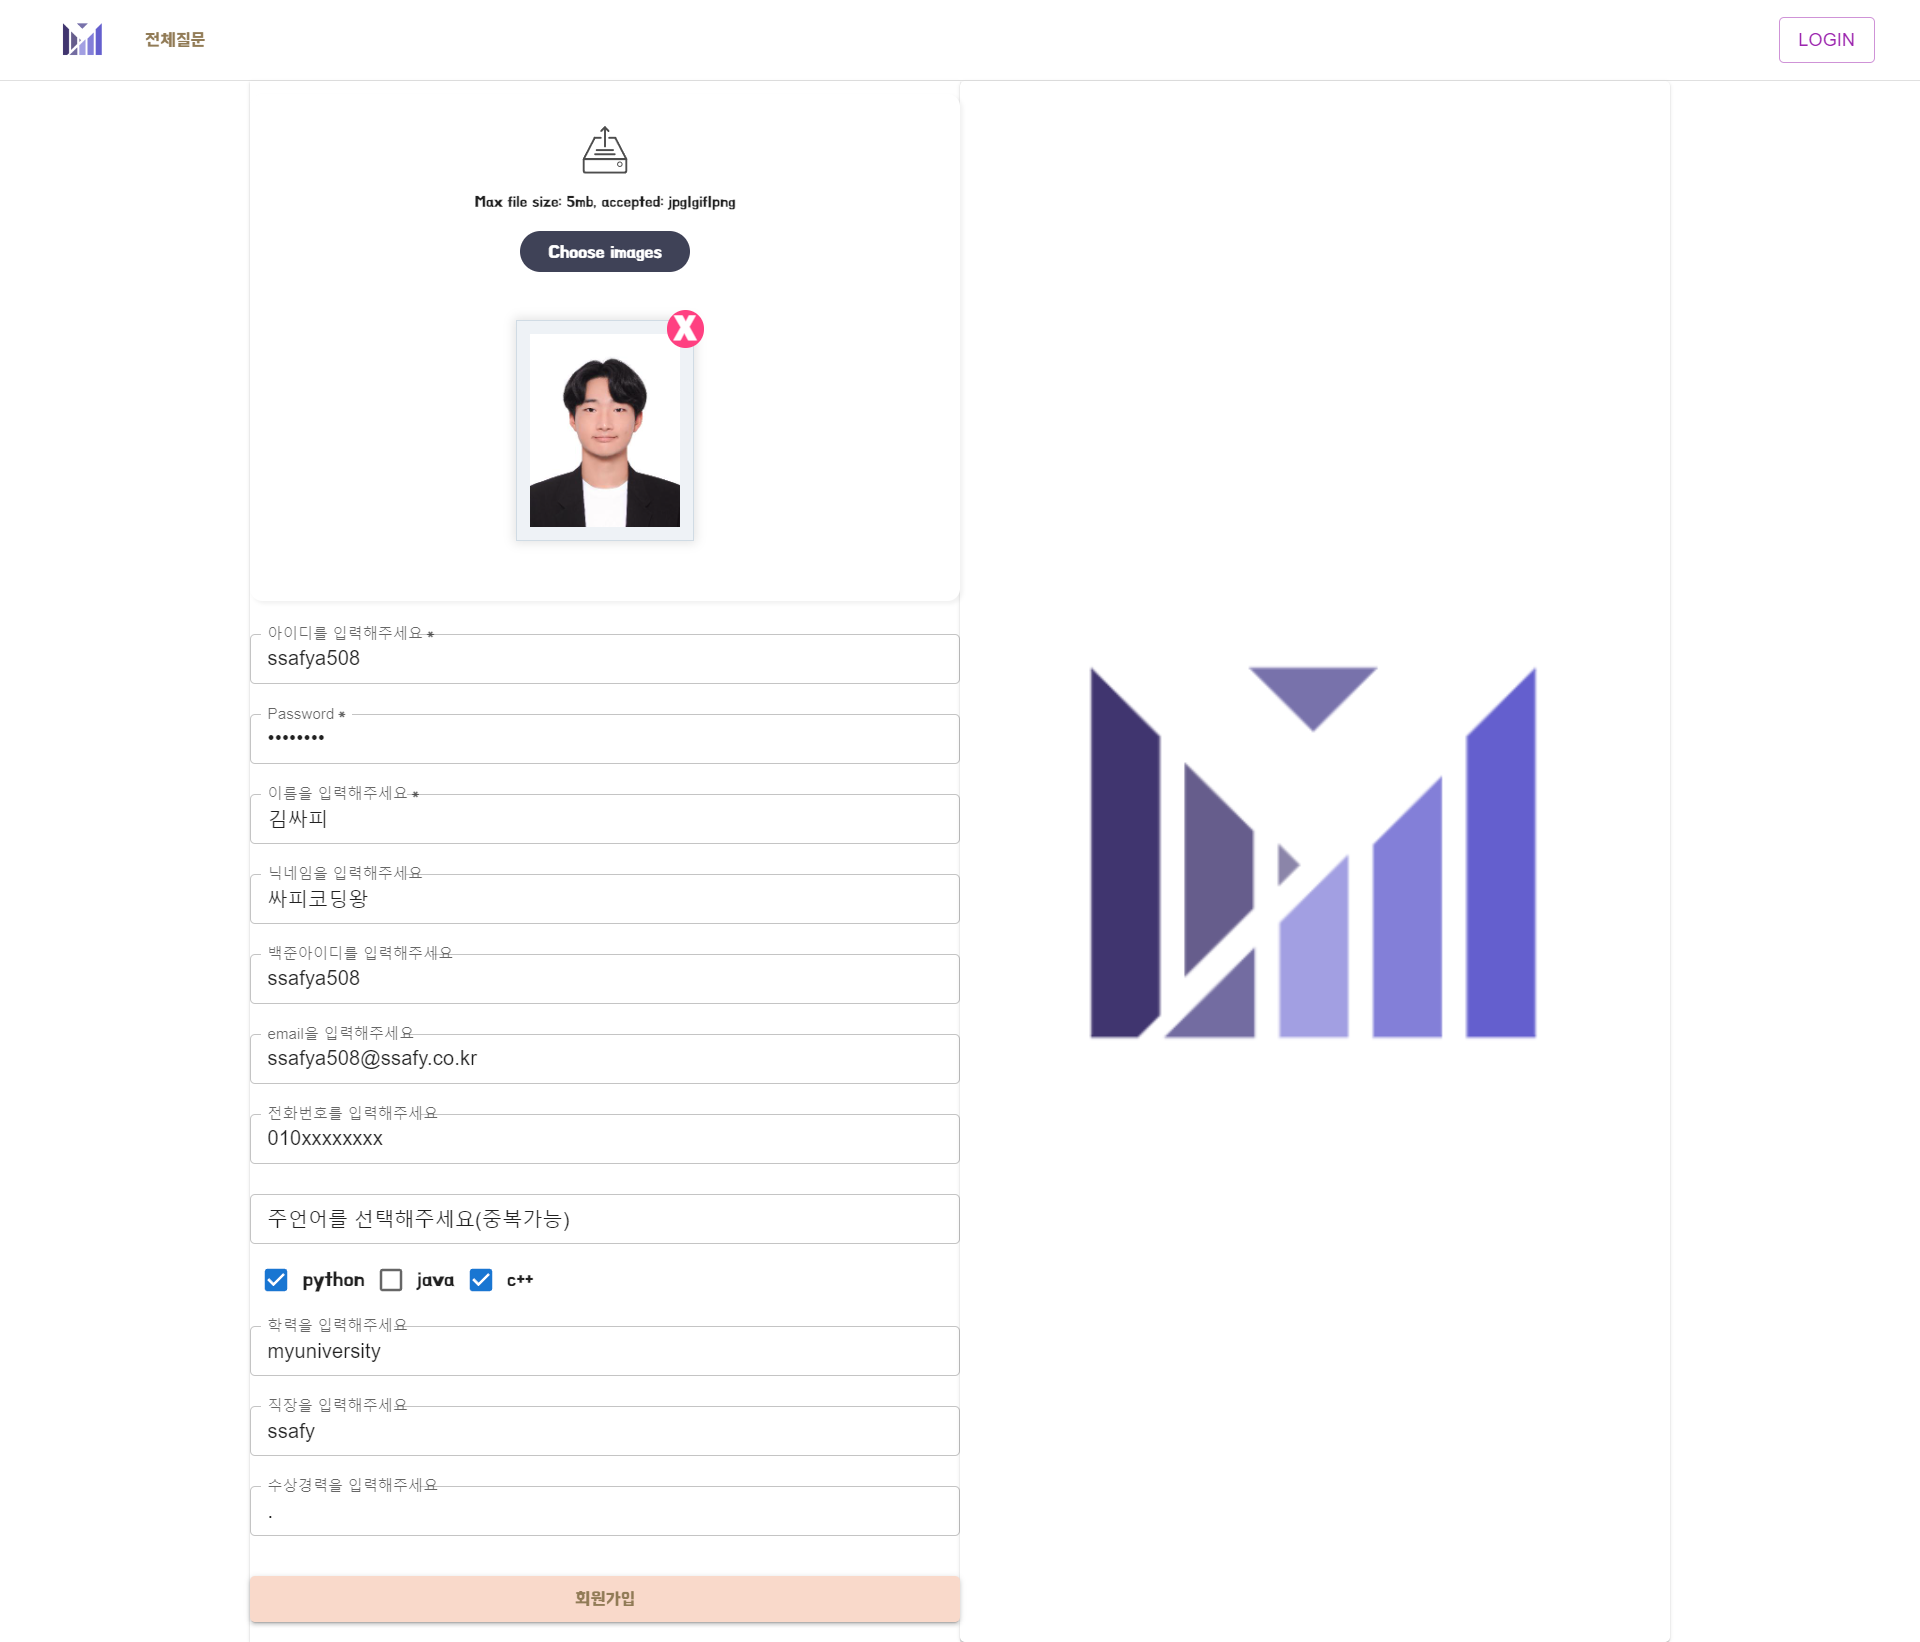 전체질문
LOGIN
Max file size: 5mb, accepted: jpg|gif|png
Choose images
X
아이디를 입력해주세요 *
ssafya508
Password *
••••••••
이름을 입력해주세요 *
김싸피
닉네임을 입력해주세요
싸피코딩왕
백준아이디를 입력해주세요
ssafya508
email을 입력해주세요
ssafya508@ssafy.co.kr
전화번호를 입력해주세요
010xxxxxxxx
주언어를 선택해주세요(중복가능)
python java c++
학력을 입력해주세요
myuniversity
직장을 입력해주세요
ssafy
수상경력을 입력해주세요
.
회원가입